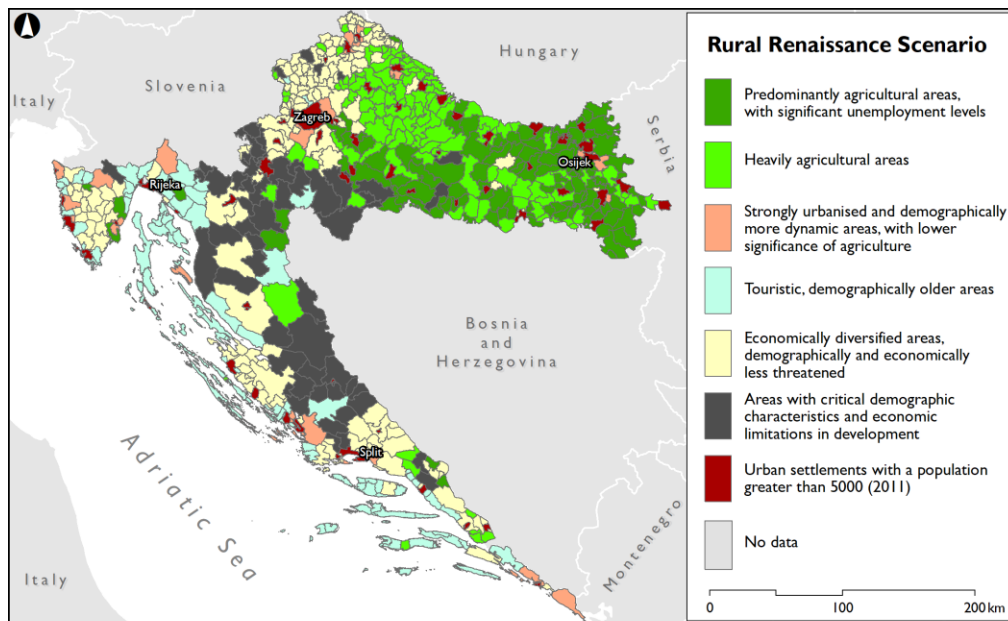 Hungary
Slovenia
Italy
Zagreb
Serbia
Osijek
Rijeka
Bosnia
and
Herzegovina
Adriatic Sea
Split
Montenegro
Italy
Rural Renaissance Scenario
Predominantly agricultural areas,
with significant unemployment levels
Heavily agricultural areas
Strongly urbanised and demographically
more dynamic areas, with lower
significance of agriculture
Touristic, demographically older areas
Economically diversified areas,
demographically and economically
less threatened
Areas with critical demographic
characteristics and economic
limitations in development
Urban settlements with a population
greater than 5000 (2011)
No data
0 100 200 km